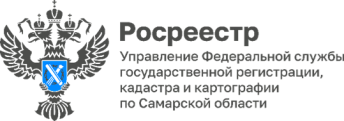 Росреестр
Управление Федеральной службы
государственной регистрации,
кадастра и картографии
по Самарской области